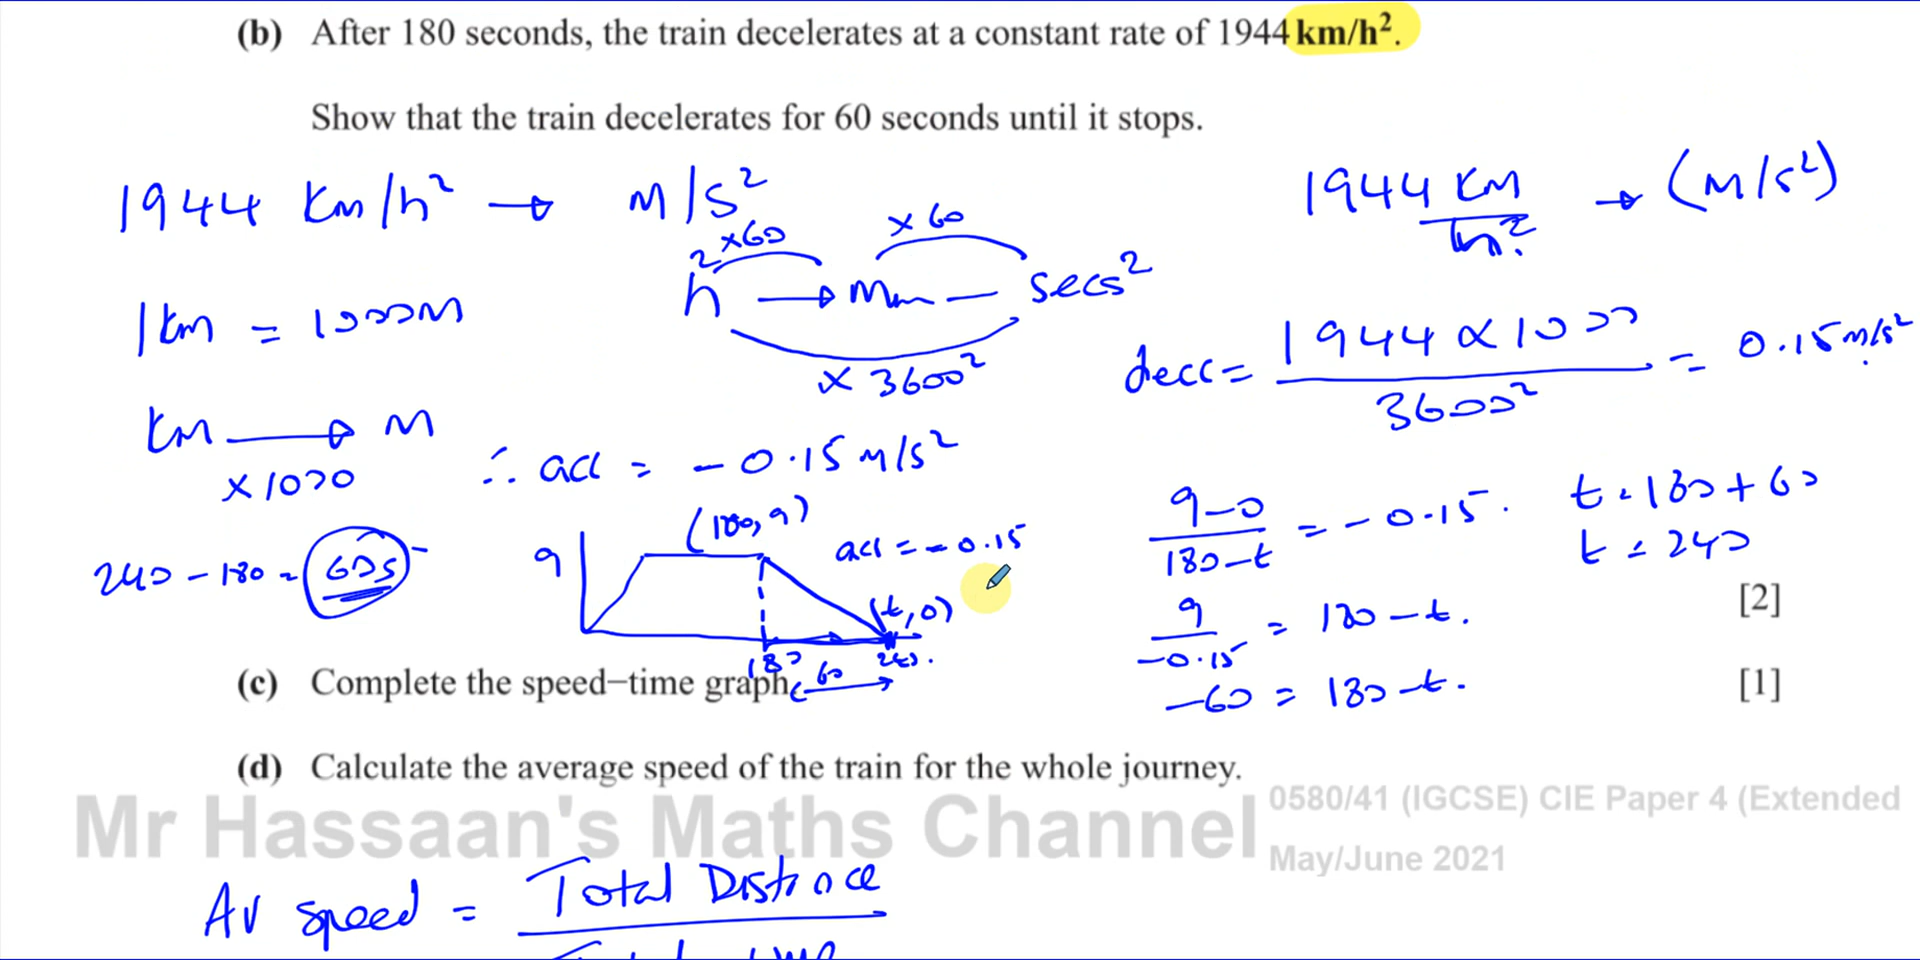 (b) After 180 seconds, the train decelerates at a constant rate of 1944 km/h².
Show that the train decelerates for 60 seconds until it stops.
1944 Km/h² → M/s²
1944 KM/h² → (M/s²)
×60 ×60
h² → Min — secs²
× 3600²
1km = 1000M
decc = 1944 × 1000 / 3600² = 0.15 m/s²
KM → M
×1000
∴ acc = -0.15 M/s²
9-0 / 180-t = -0.15.
t = 180 + 60
t = 240
240 - 180 = 60s
9
(180, 9)
acc = -0.15
(t, 0)
180 240.
60
9 / -0.15 = 180 - t.
-60 = 180 - t.
[2]
(c) Complete the speed–time graph. [1]
(d) Calculate the average speed of the train for the whole journey.
Mr Hassaan's Maths Channel
0580/41 (IGCSE) CIE Paper 4 (Extended
May/June 2021
Av speed = Total Distance